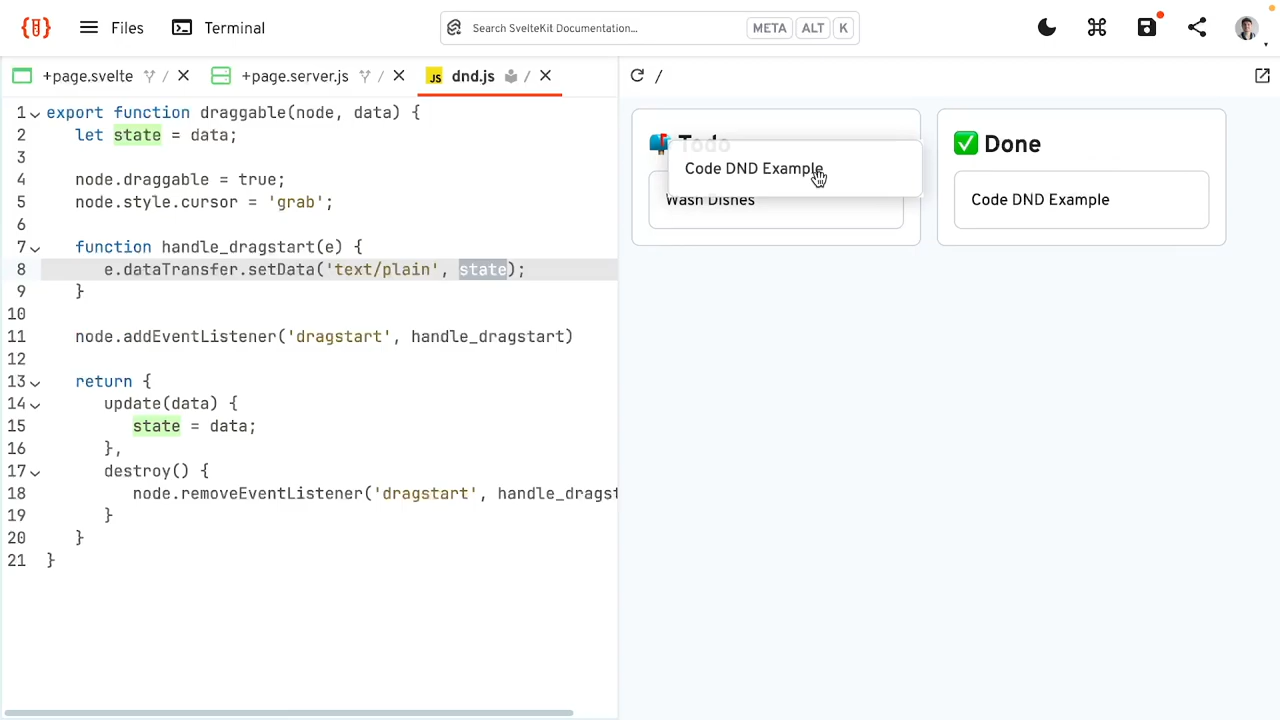 Files
Terminal
Search SvelteKit Documentation...
META
ALT
K
+page.svelte /
+page.server.js /
JS dnd.js /
/
1 export function draggable(node, data) {
2 let state = data;
3
4 node.draggable = true;
5 node.style.cursor = 'grab';
6
7 function handle_dragstart(e) {
8 e.dataTransfer.setData('text/plain', state);
9 }
10
11 node.addEventListener('dragstart', handle_dragstart)
12
13 return {
14 update(data) {
15 state = data;
16 },
17 destroy() {
18 node.removeEventListener('dragstart', handle_dragst
19 }
20 }
21 }
Todo
Code DND Example
Wash Dishes
Done
Code DND Example